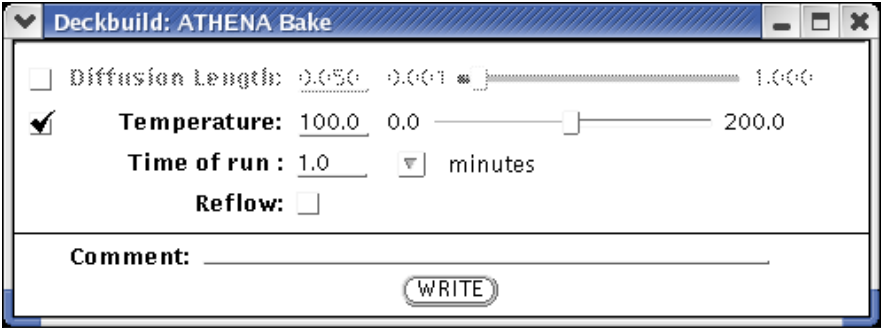 Deckbuild: ATHENA Bake
Diffusion Length: 0.050 0.001 1.000
Temperature: 100.0 0.0 200.0
Time of run : 1.0 minutes
Reflow:
Comment:
WRITE